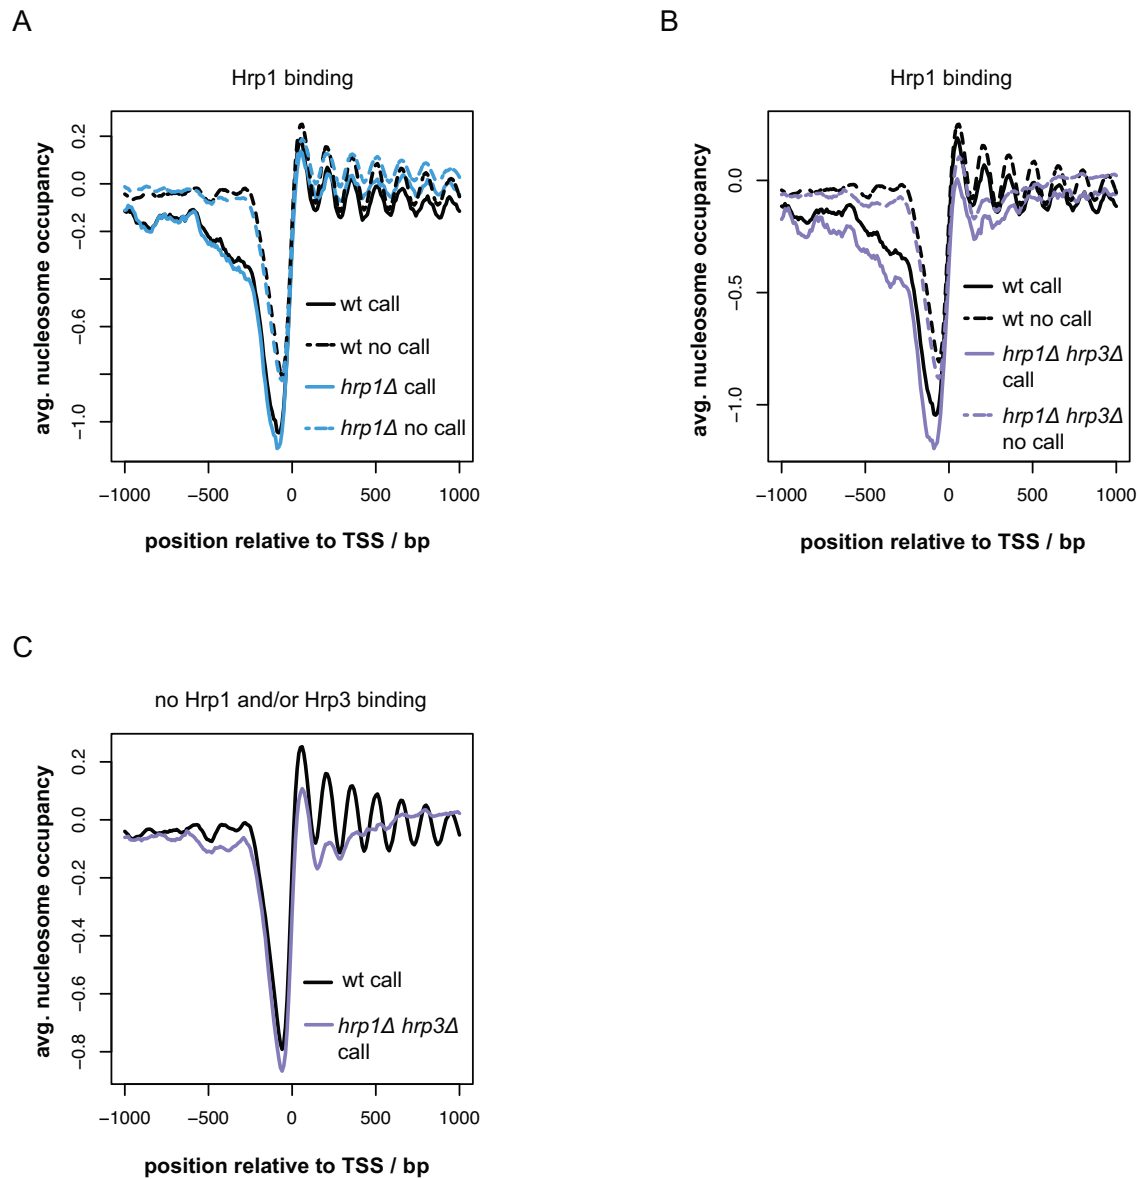 A
Hrp1 binding
avg. nucleosome occupancy
0.2
0.0
−0.2
−0.6
−1.0
wt call
wt no call
hrp1Δ call
hrp1Δ no call
−1000 −500 0 500 1000
position relative to TSS / bp
B
Hrp1 binding
avg. nucleosome occupancy
0.0
−0.5
−1.0
wt call
wt no call
hrp1Δ hrp3Δ
call
hrp1Δ hrp3Δ
no call
−1000 −500 0 500 1000
position relative to TSS / bp
C
no Hrp1 and/or Hrp3 binding
avg. nucleosome occupancy
0.2
0.0
−0.2
−0.4
−0.6
−0.8
wt call
hrp1Δ hrp3Δ
call
−1000 −500 0 500 1000
position relative to TSS / bp